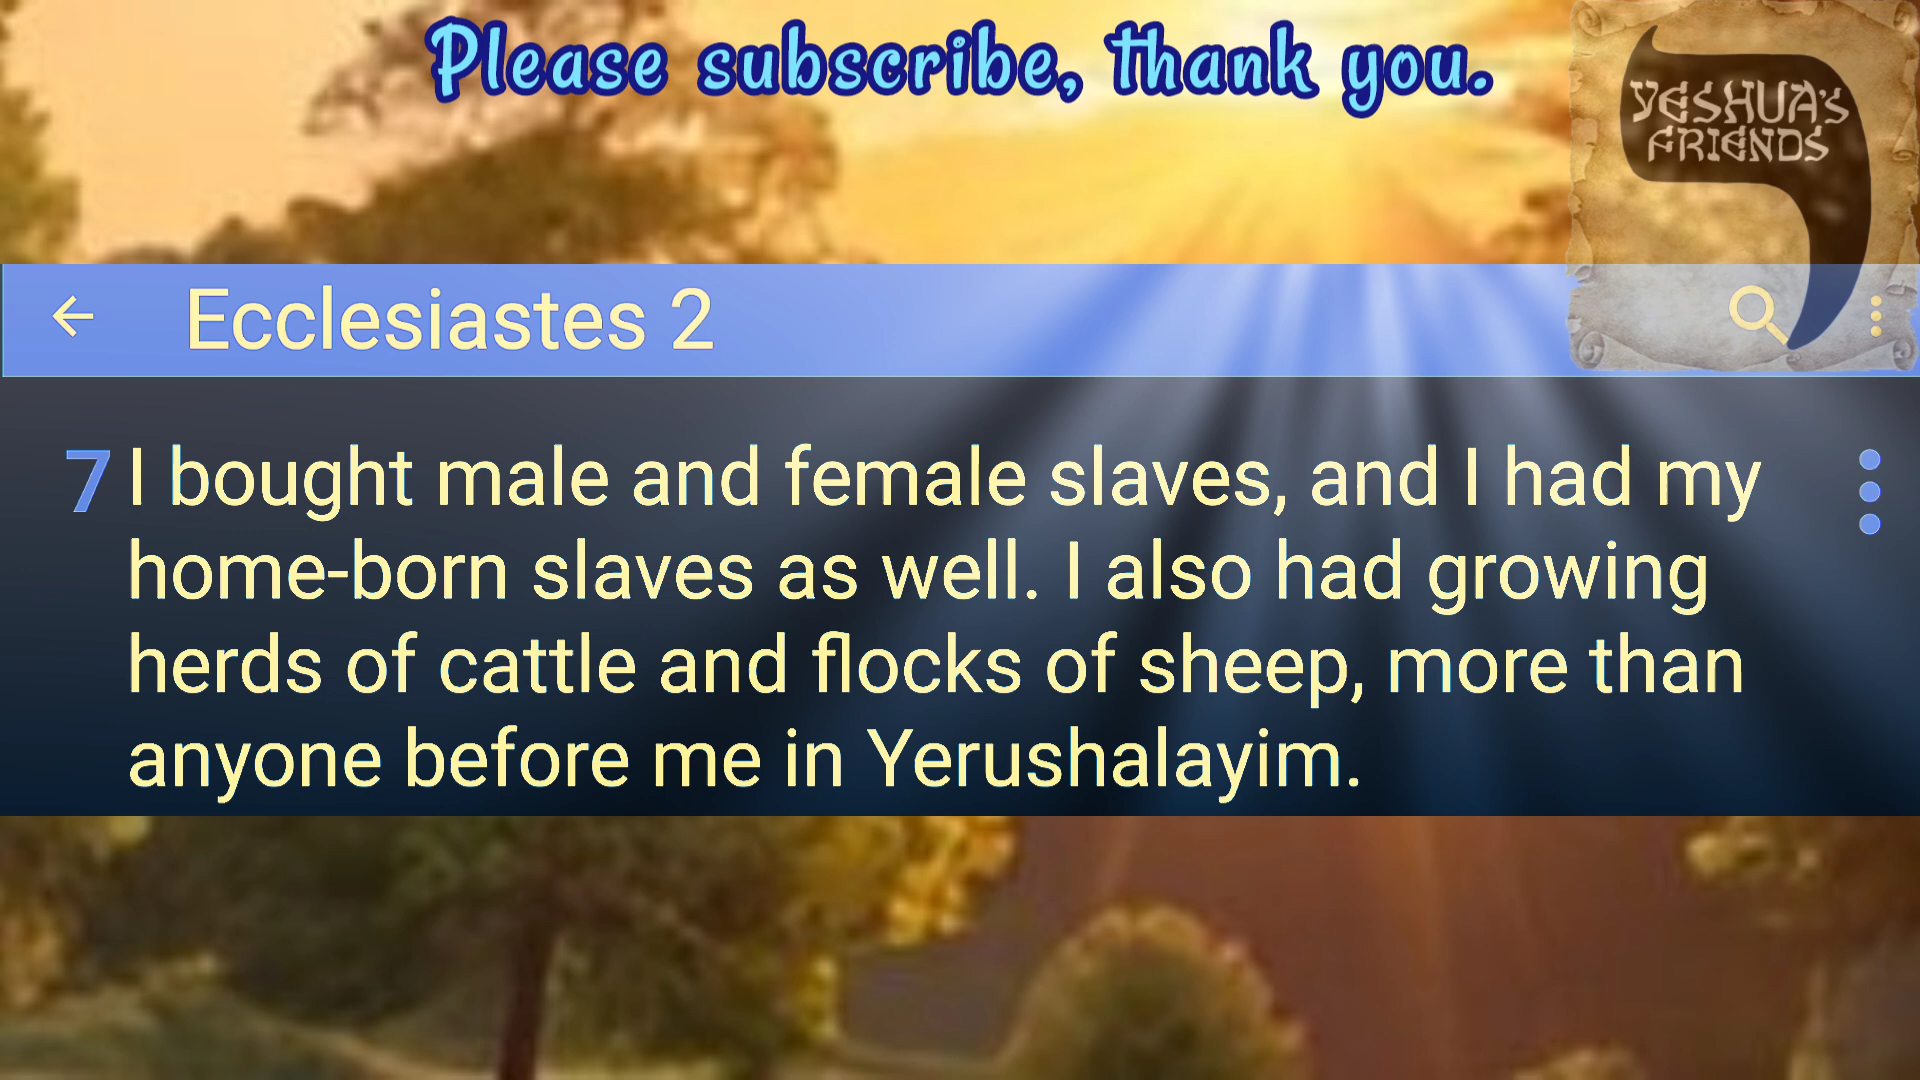 Please subscribe, thank you.
YESHUA'S
FRIENDS
Ecclesiastes 2
7 I bought male and female slaves, and I had my
home-born slaves as well. I also had growing
herds of cattle and flocks of sheep, more than
anyone before me in Yerushalayim.